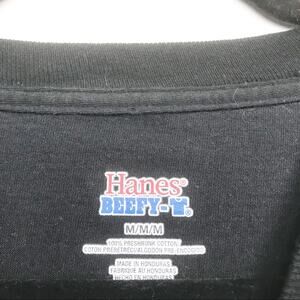 Hanes®
BEEFY-T®
M/M/M
100% PRESHRUNK COTTON
COTON PRÉRÉTRÉCI/ALGODÓN PRE-ENCOGIDO
MADE IN HONDURAS
FABRIQUÉ AU HONDURAS
HECHO EN HONDURAS